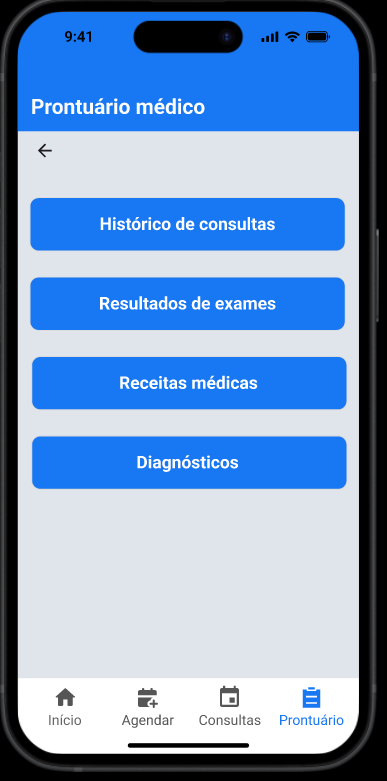 9:41
Prontuário médico
Histórico de consultas
Resultados de exames
Receitas médicas
Diagnósticos
Início Agendar Consultas Prontuário